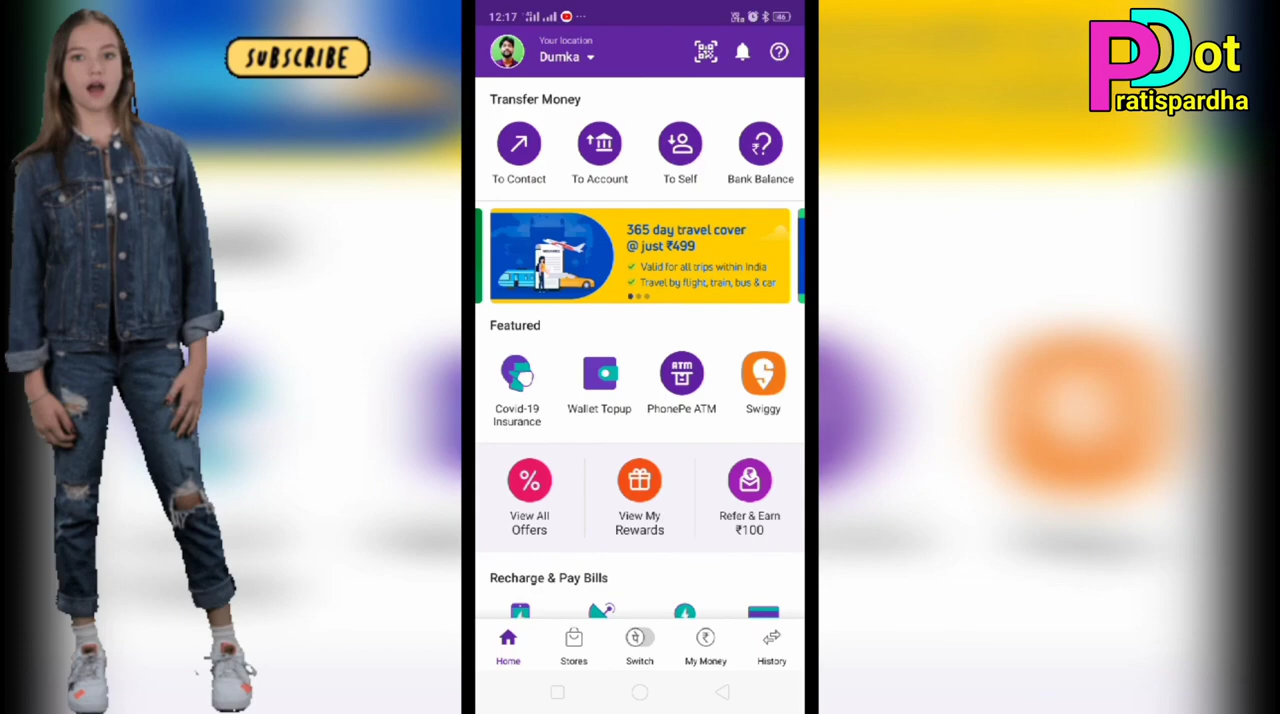 SUBSCRIBE
PDot
Pratispardha
12:17
46
Your location
Dumka
Transfer Money
To Contact
To Account
To Self
Bank Balance
365 day travel cover
@ just ₹499
Valid for all trips within India
Travel by flight, train, bus & car
Featured
Covid-19
Insurance
Wallet Topup
ATM
PhonePe ATM
Swiggy
View All
Offers
View My
Rewards
Refer & Earn
₹100
Recharge & Pay Bills
Home
Stores
पे
Switch
My Money
History